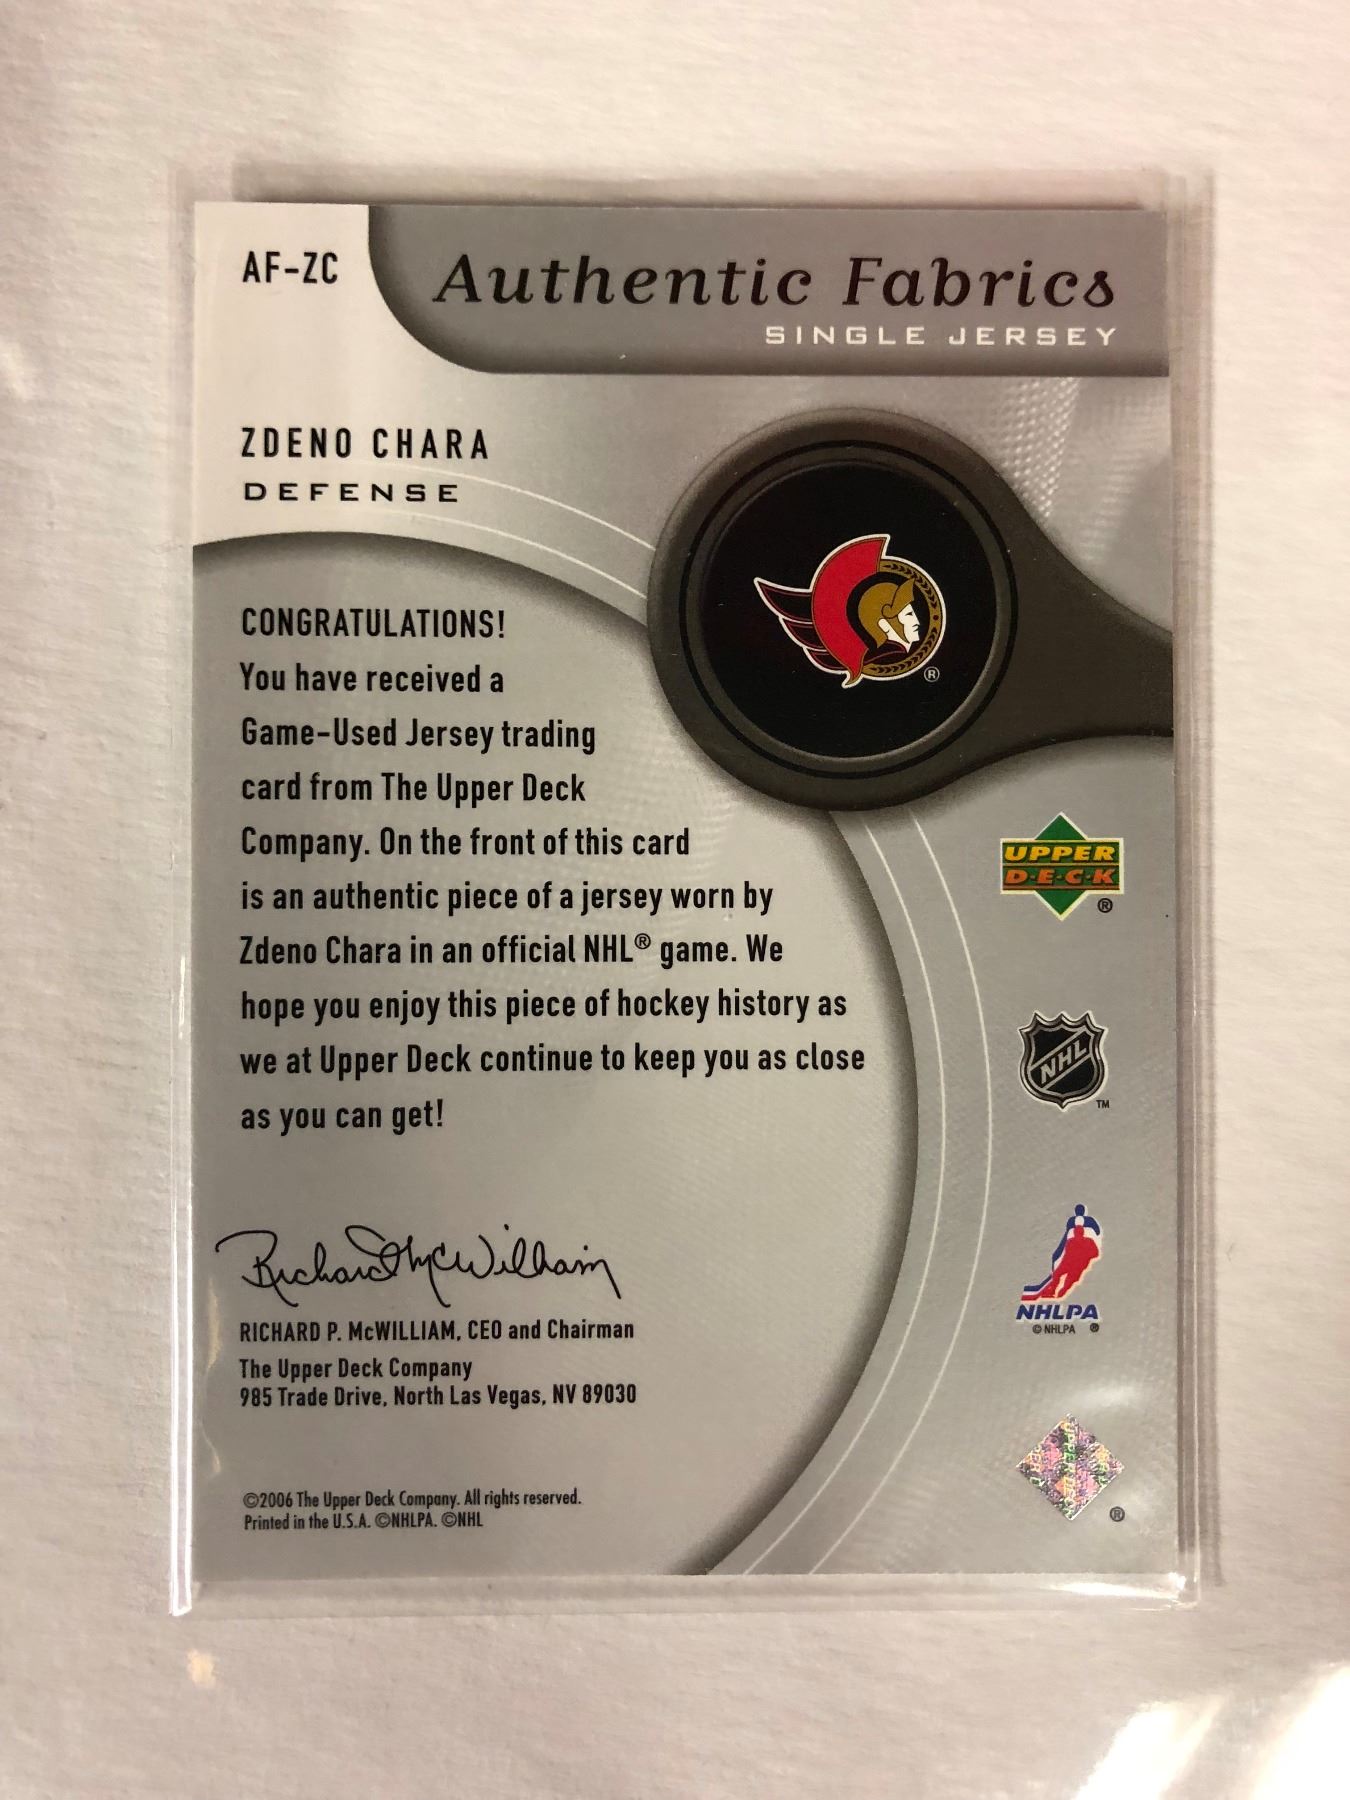 AF-ZC
Authentic Fabrics
SINGLE JERSEY
ZDENO CHARA
DEFENSE
®
CONGRATULATIONS!
You have received a
Game-Used Jersey trading
card from The Upper Deck
Company. On the front of this card
is an authentic piece of a jersey worn by
Zdeno Chara in an official NHL® game. We
hope you enjoy this piece of hockey history as
we at Upper Deck continue to keep you as close
as you can get!
UPPER
D·E·C·K
®
NHL
TM
NHLPA
©NHLPA ®
Richard McWilliam
RICHARD P. McWILLIAM, CEO and Chairman
The Upper Deck Company
985 Trade Drive, North Las Vegas, NV 89030
©2006 The Upper Deck Company. All rights reserved.
Printed in the U.S.A. ©NHLPA. ©NHL
®